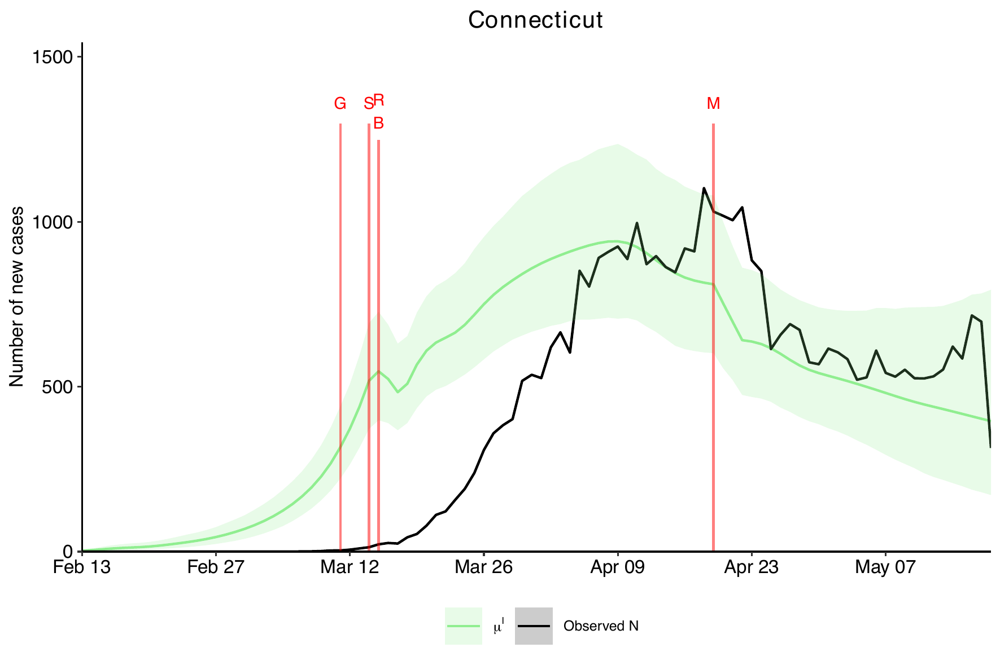 Connecticut
Number of new cases
1500
1000
500
0
G
S
R
B
M
Feb 13
Feb 27
Mar 12
Mar 26
Apr 09
Apr 23
May 07
μᴵ
Observed N